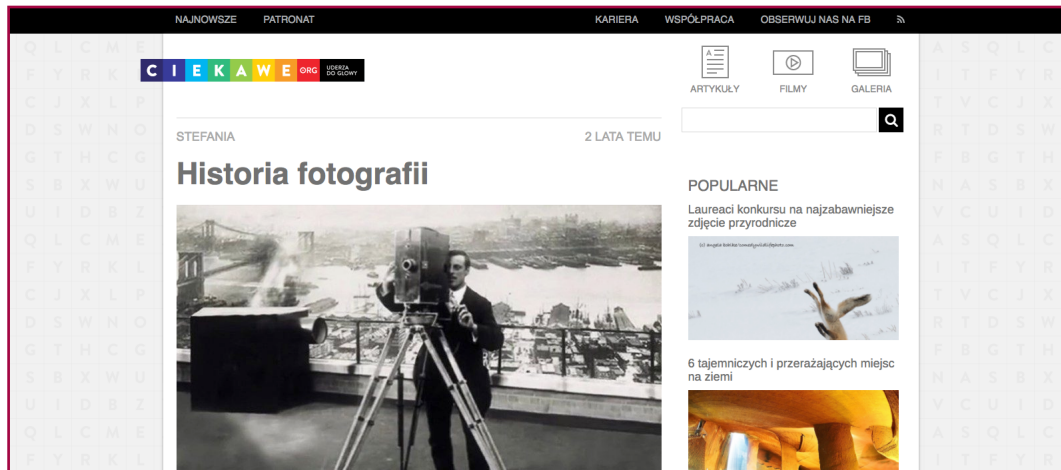 NAJNOWSZE PATRONAT KARIERA WSPÓŁPRACA OBSERWUJ NAS NA FB
CIEKAWE ORG UDERZA DO GŁOWY
ARTYKUŁY FILMY GALERIA
STEFANIA 2 LATA TEMU
Historia fotografii
POPULARNE
Laureaci konkursu na najzabawniejsze
zdjęcie przyrodnicze
6 tajemniczych i przerażających miejsc
na ziemi